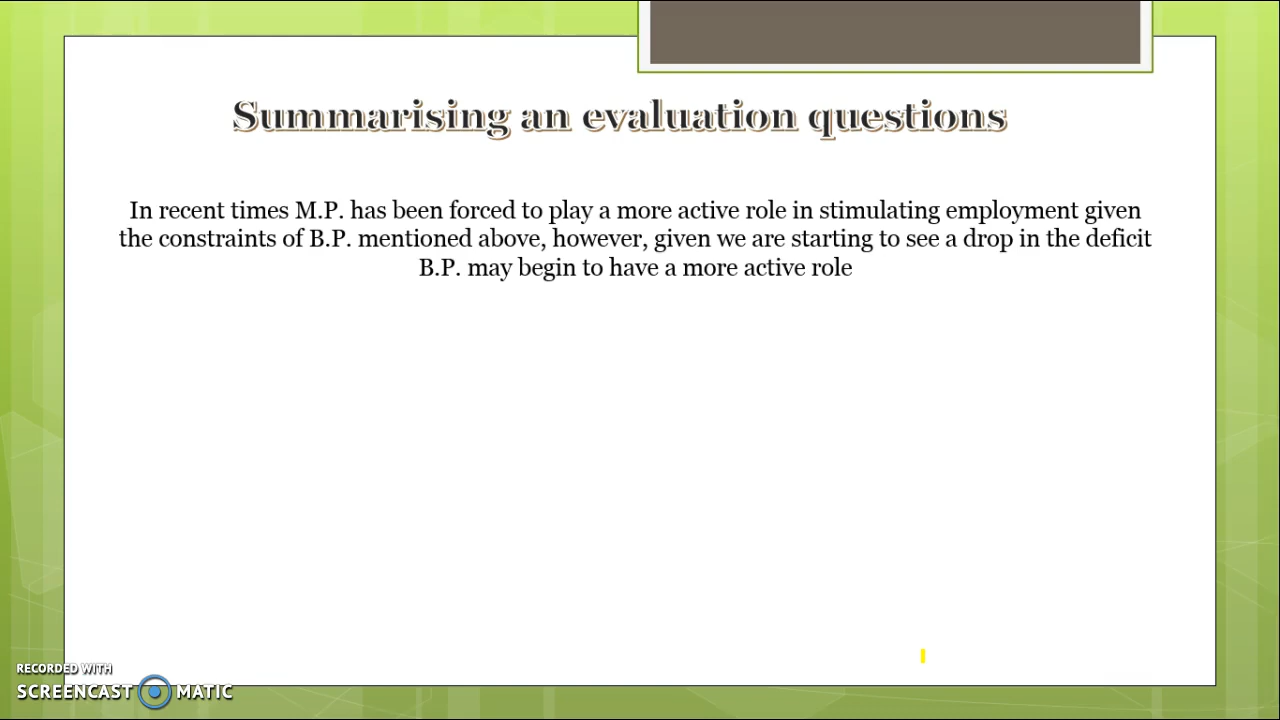 Summarising an evaluation questions
In recent times M.P. has been forced to play a more active role in stimulating employment given
the constraints of B.P. mentioned above, however, given we are starting to see a drop in the deficit
B.P. may begin to have a more active role
RECORDED WITH
SCREENCAST MATIC